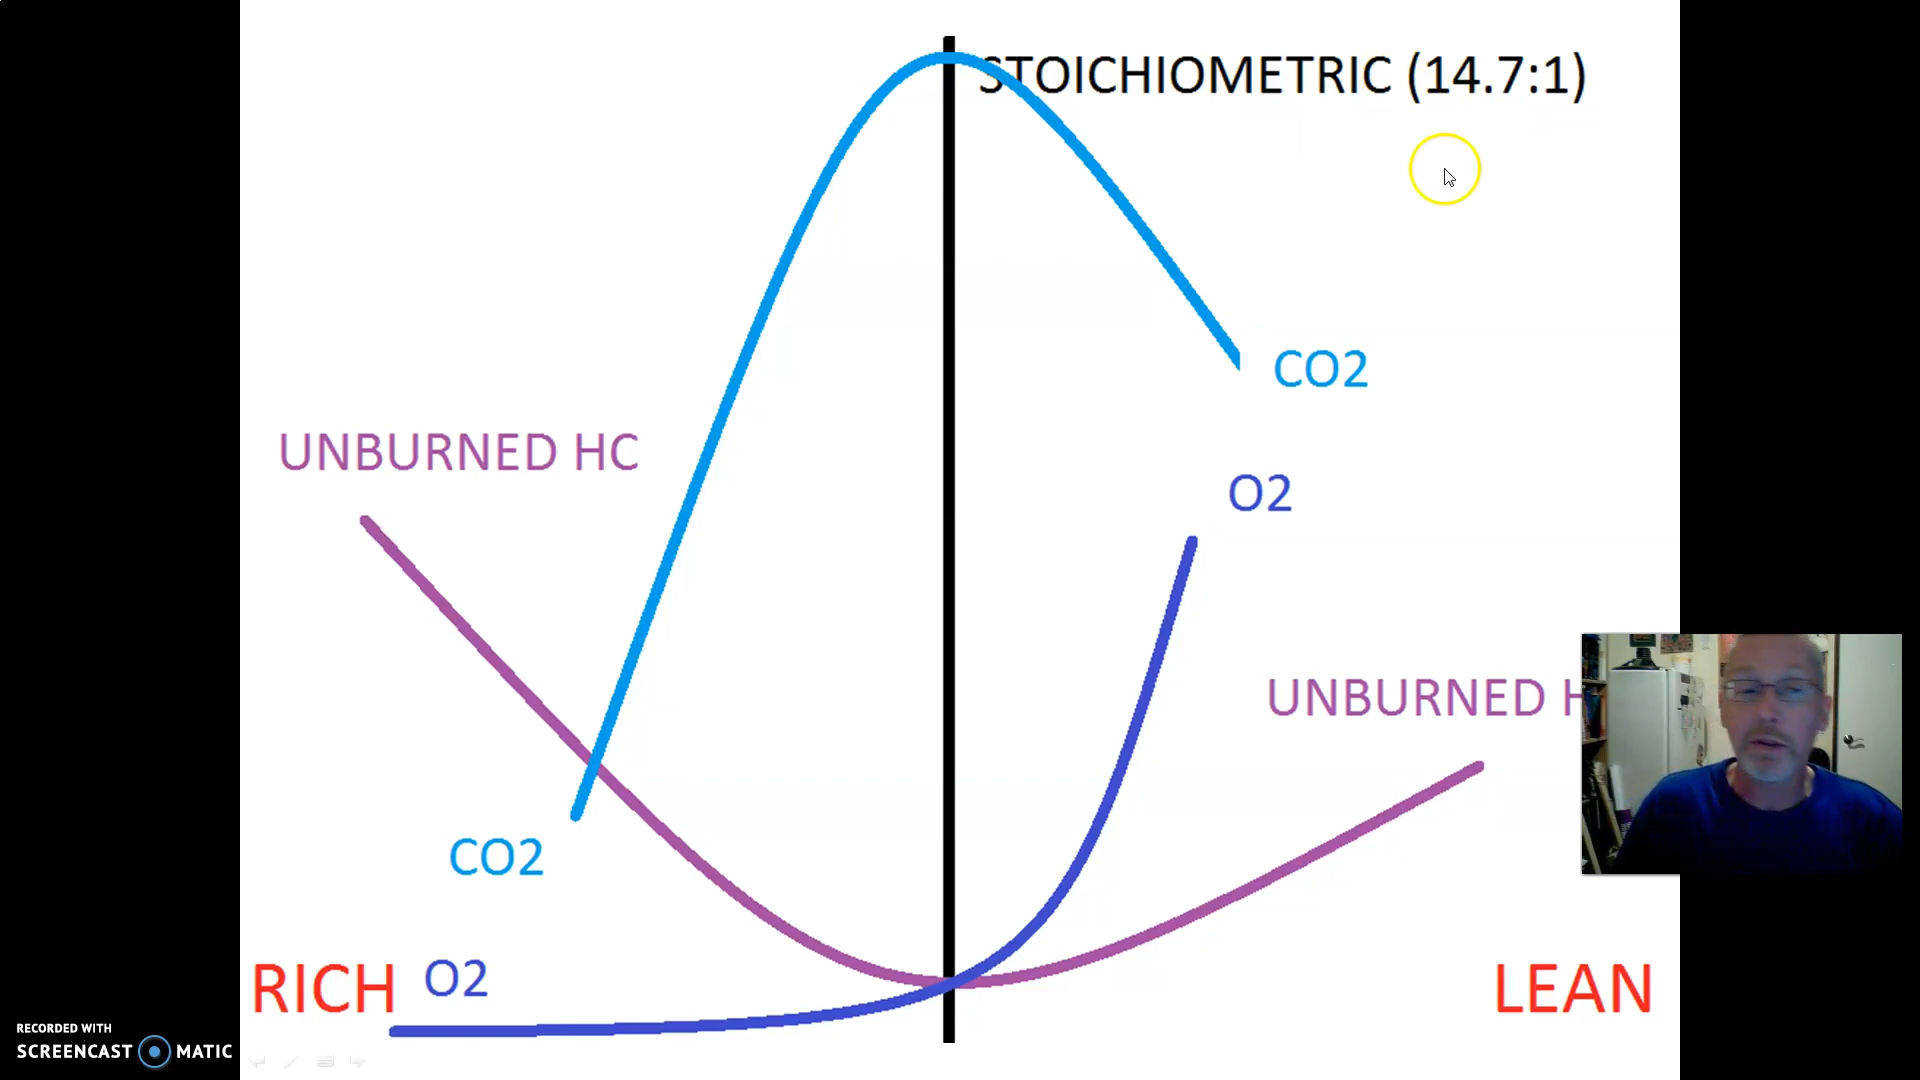 STOICHIOMETRIC (14.7:1)
CO2
UNBURNED HC
O2
UNBURNED H
CO2
RICH
O2
LEAN
RECORDED WITH
SCREENCAST MATIC